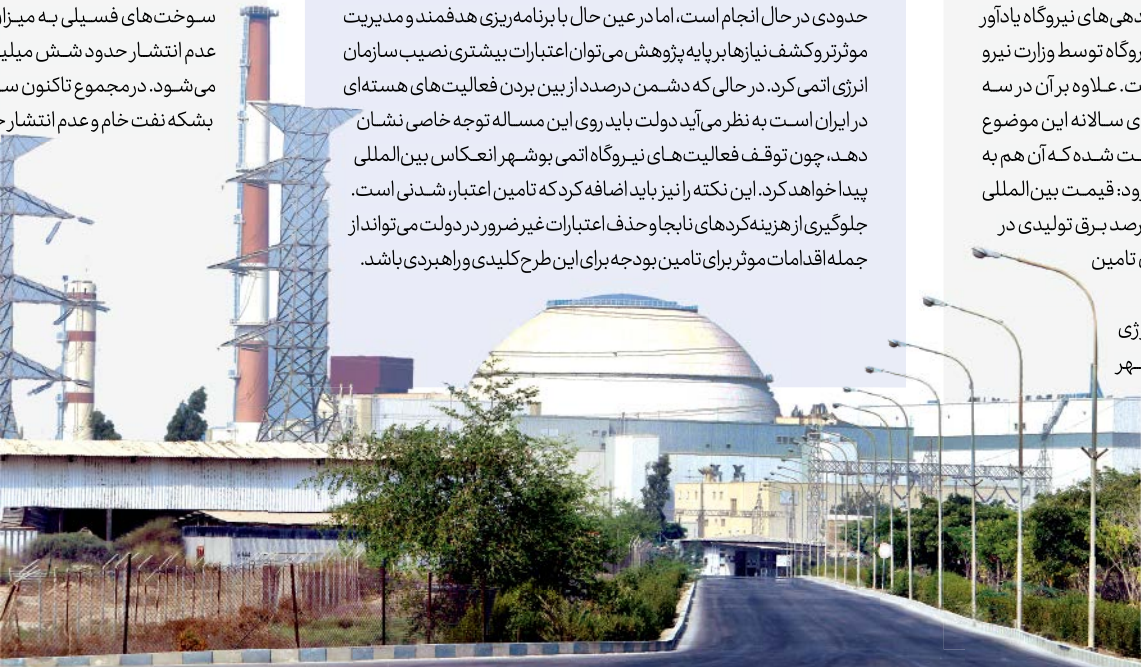 دهی‌های نیروگاه یادآور
روگاه توسط وزارت نیرو
ت. علاوه بر آن در سه
ی سالانه این موضوع
ت شده که آن هم به
ود: قیمت بین‌المللی
رصد برق تولیدی در
تامین
ژی
هر
حدودی در حال انجام است، اما در عین حال با برنامه‌ریزی هدفمند و مدیریت
موثرتر و کشف نیازها بر پایه پژوهش می‌توان اعتبارات بیشتری نصیب سازمان
انرژی اتمی کرد. در حالی که دشمن درصدد از بین بردن فعالیت‌های هسته‌ای
در ایران است به نظر می‌آید دولت باید روی این مساله توجه خاصی نشان
دهد، چون توقف فعالیت‌های نیروگاه اتمی بوشهر انعکاس بین‌المللی
پیدا خواهد کرد. این نکته را نیز باید اضافه کرد که تامین اعتبار، شدنی است.
جلوگیری از هزینه‌کردهای نابجا و حذف اعتبارات غیرضرور در دولت می‌تواند از
جمله اقدامات موثر برای تامین بودجه برای این طرح کلیدی و راهبردی باشد.
سوخت‌های فسیلی به میزا
عدم انتشار حدود شش میلی
می‌شود. در مجموع تاکنون س
بشکه نفت خام و عدم انتشار ح